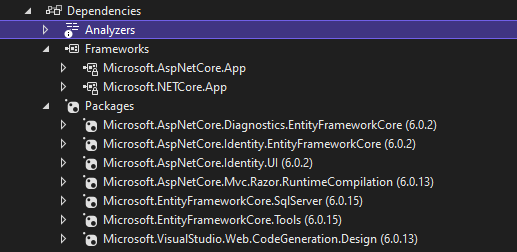 Dependencies
Analyzers
Frameworks
Microsoft.AspNetCore.App
Microsoft.NETCore.App
Packages
Microsoft.AspNetCore.Diagnostics.EntityFrameworkCore (6.0.2)
Microsoft.AspNetCore.Identity.EntityFrameworkCore (6.0.2)
Microsoft.AspNetCore.Identity.UI (6.0.2)
Microsoft.AspNetCore.Mvc.Razor.RuntimeCompilation (6.0.13)
Microsoft.EntityFrameworkCore.SqlServer (6.0.15)
Microsoft.EntityFrameworkCore.Tools (6.0.15)
Microsoft.VisualStudio.Web.CodeGeneration.Design (6.0.13)